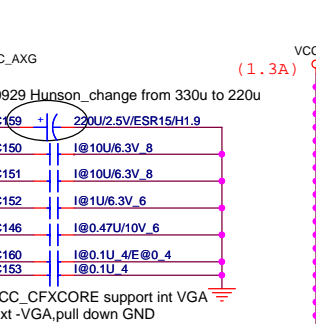 C_AXG
VCC
(1.3A)
0929 Hunson_change from 330u to 220u
C159 + 220U/2.5V/ESR15/H1.9
C150 I@10U/6.3V_8
C151 I@10U/6.3V_8
C152 I@1U/6.3V_6
C146 I@0.47U/10V_6
C160 I@0.1U_4/E@0_4
C153 I@0.1U_4
CC_CFXCORE support int VGA
xt -VGA,pull down GND